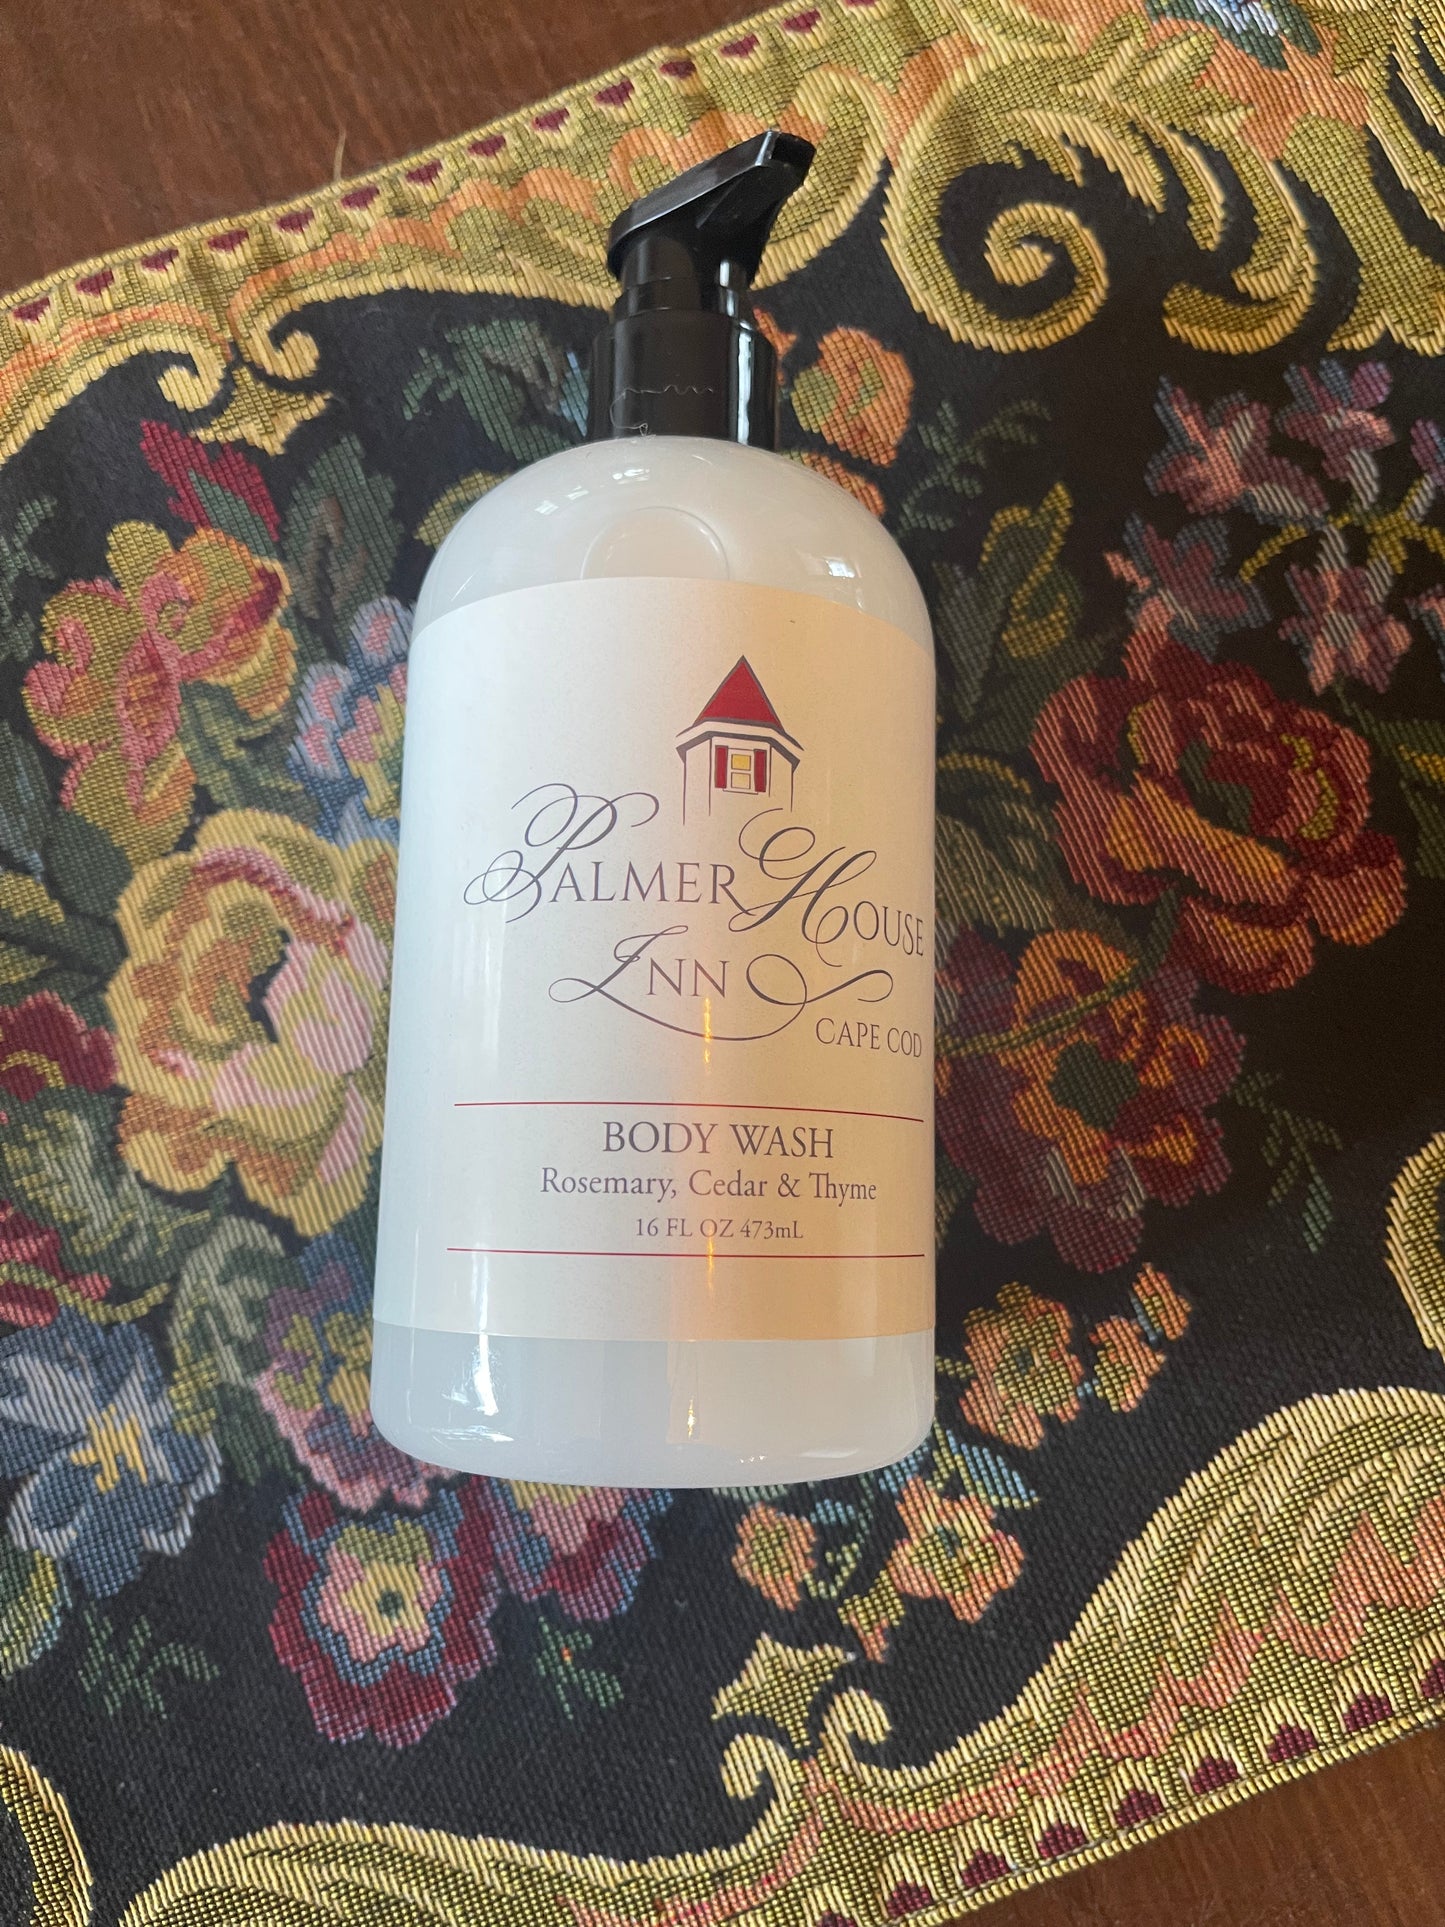 PALMER HOUSE
INN
CAPE COD
BODY WASH
Rosemary, Cedar & Thyme
16 FL OZ 473mL